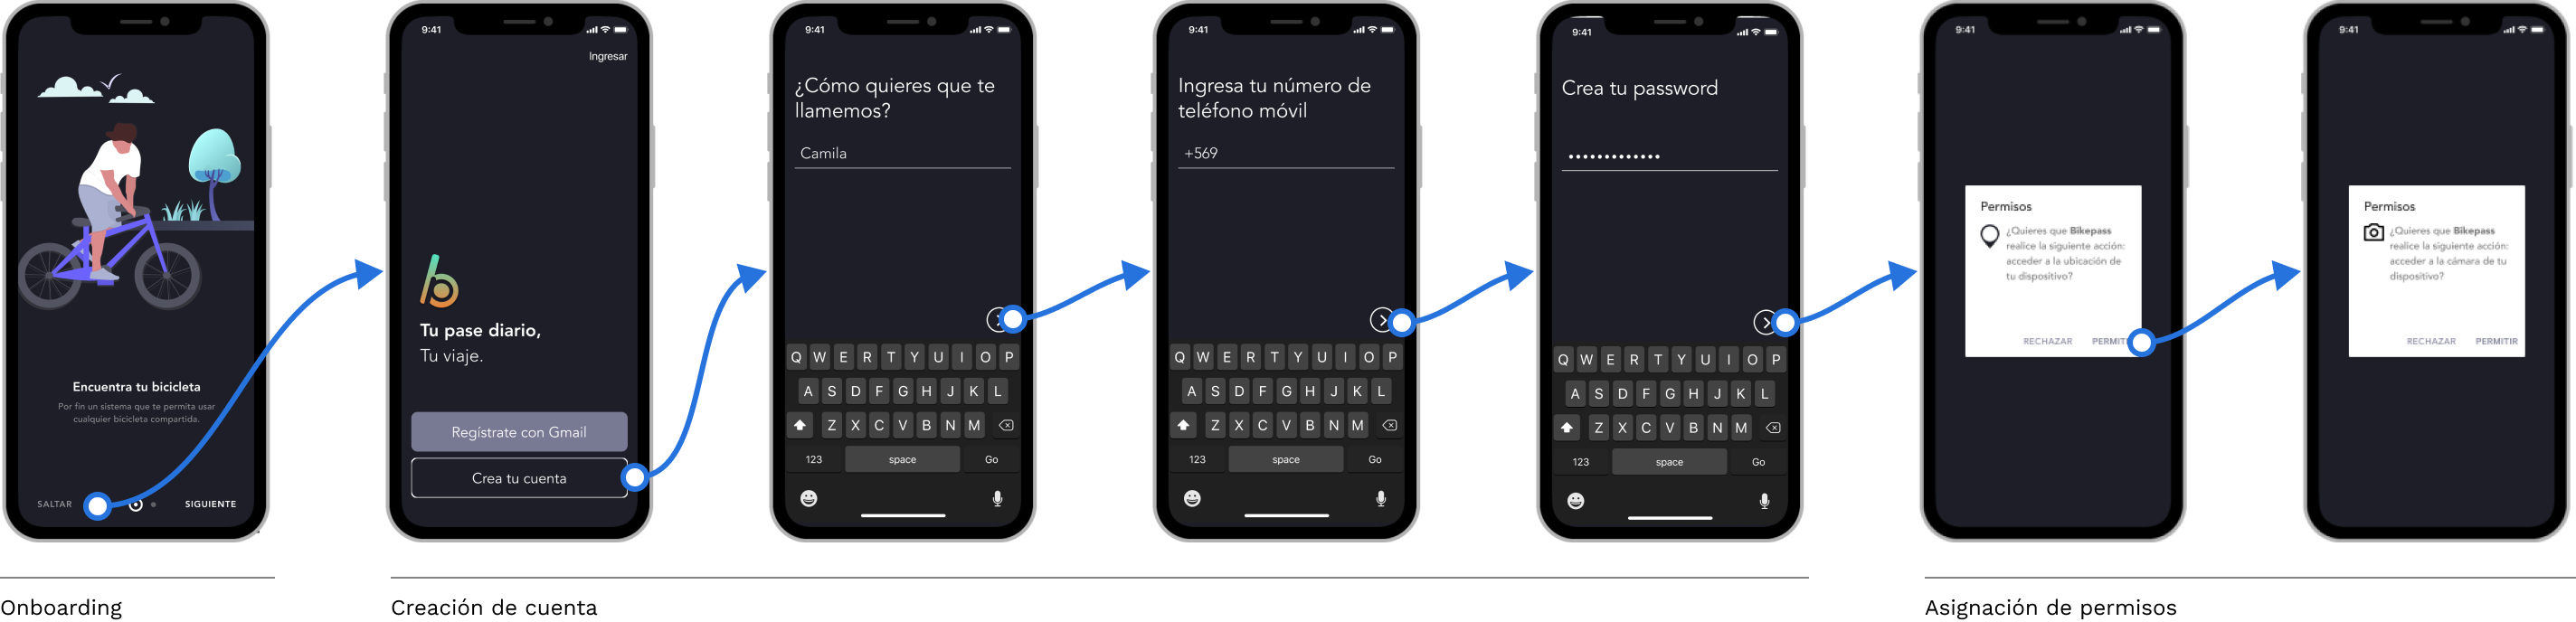 Encuentra tu bicicleta
Por fin un sistema que te permita usar
cualquier bicicleta compartida.
SALTAR
SIGUIENTE
9:41
Ingresar
Tu pase diario,
Tu viaje.
Regístrate con Gmail
Crea tu cuenta
9:41
¿Cómo quieres que te
llamemos?
Camila
Q W E R T Y U I O P
A S D F G H J K L
Z X C V B N M
123 space Go
9:41
Ingresa tu número de
teléfono móvil
+569
Q W E R T Y U I O P
A S D F G H J K L
Z X C V B N M
123 space Go
9:41
Crea tu password
•••••••••••••
Q W E R T Y U I O P
A S D F G H J K L
Z X C V B N M
123 space Go
9:41
Permisos
¿Quieres que Bikepass
realice la siguiente acción:
acceder a la ubicación de
tu dispositivo?
RECHAZAR
9:41
Permisos
¿Quieres que Bikepass
realice la siguiente acción:
acceder a la cámara de tu
dispositivo?
RECHAZAR PERMITIR
Onboarding
Creación de cuenta
Asignación de permisos